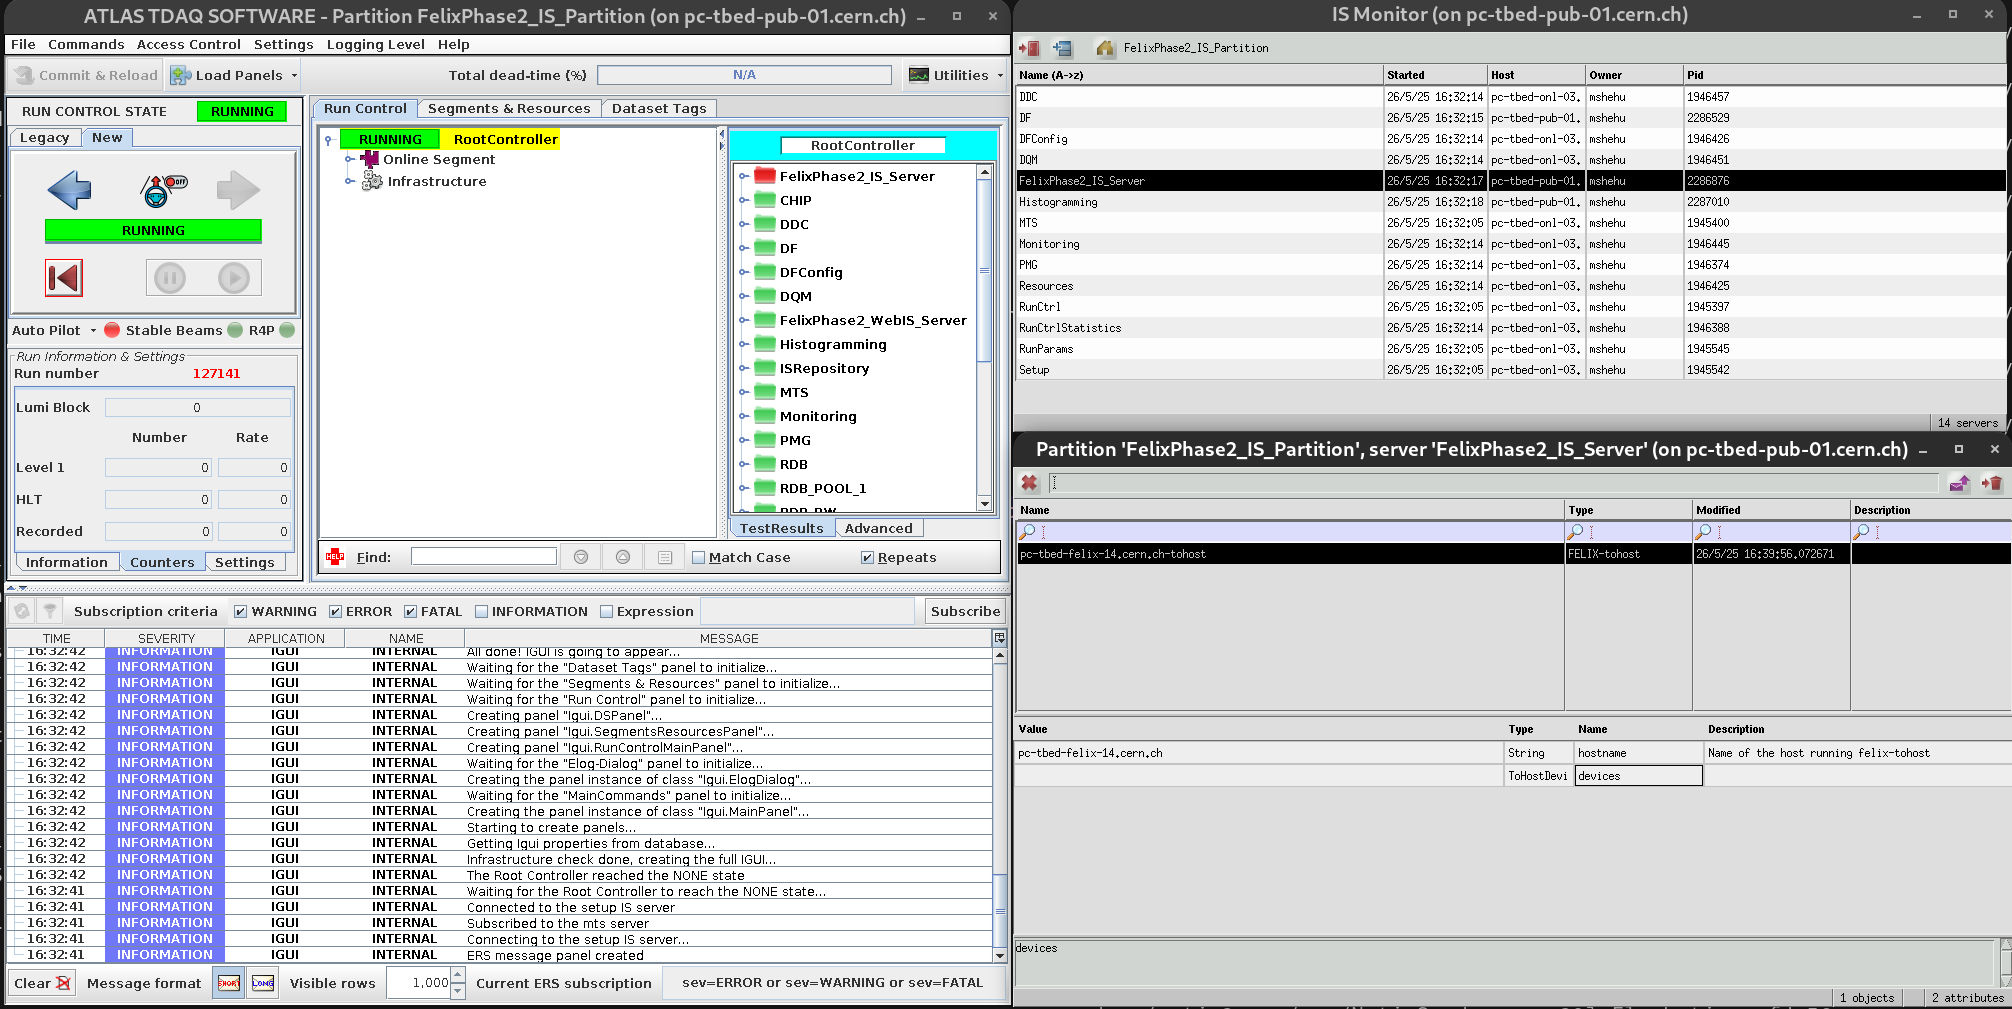 ATLAS TDAQ SOFTWARE - Partition FelixPhase2_IS_Partition (on pc-tbed-pub-01.cern.ch)
File Commands Access Control Settings Logging Level Help
Commit & Reload Load Panels Total dead-time (%) N/A Utilities
RUN CONTROL STATE RUNNING
Legacy New
OFF
RUNNING
Auto Pilot Stable Beams R4P
Run Information & Settings
Run number 127141
Lumi Block 0
Number Rate
Level 1 0 0
HLT 0 0
Recorded 0 0
Information Counters Settings
Run Control Segments & Resources Dataset Tags
RUNNING RootController
Online Segment
Infrastructure
RootController
FelixPhase2_IS_Server
CHIP
DDC
DF
DFConfig
DQM
FelixPhase2_WebIS_Server
Histogramming
ISRepository
MTS
Monitoring
PMG
RDB
RDB_POOL_1
RDB_RW
TestResults Advanced
HELP Find: Match Case Repeats
Subscription criteria WARNING ERROR FATAL INFORMATION Expression Subscribe
TIME SEVERITY APPLICATION NAME MESSAGE
16:32:42 INFORMATION IGUI INTERNAL All done! IGUI is going to appear...
16:32:42 INFORMATION IGUI INTERNAL Waiting for the "Dataset Tags" panel to initialize...
16:32:42 INFORMATION IGUI INTERNAL Waiting for the "Segments & Resources" panel to initialize...
16:32:42 INFORMATION IGUI INTERNAL Waiting for the "Run Control" panel to initialize...
16:32:42 INFORMATION IGUI INTERNAL Creating panel "Igui.DSPanel"...
16:32:42 INFORMATION IGUI INTERNAL Creating panel "Igui.SegmentsResourcesPanel"...
16:32:42 INFORMATION IGUI INTERNAL Creating panel "Igui.RunControlMainPanel"...
16:32:42 INFORMATION IGUI INTERNAL Waiting for the "Elog-Dialog" panel to initialize...
16:32:42 INFORMATION IGUI INTERNAL Creating the panel instance of class "Igui.ElogDialog"...
16:32:42 INFORMATION IGUI INTERNAL Waiting for the "MainCommands" panel to initialize...
16:32:42 INFORMATION IGUI INTERNAL Creating the panel instance of class "Igui.MainPanel"...
16:32:42 INFORMATION IGUI INTERNAL Starting to create panels...
16:32:42 INFORMATION IGUI INTERNAL Getting Igui properties from database...
16:32:42 INFORMATION IGUI INTERNAL Infrastructure check done, creating the full IGUI...
16:32:42 INFORMATION IGUI INTERNAL The Root Controller reached the NONE state
16:32:41 INFORMATION IGUI INTERNAL Waiting for the Root Controller to reach the NONE state...
16:32:41 INFORMATION IGUI INTERNAL Connected to the setup IS server
16:32:41 INFORMATION IGUI INTERNAL Subscribed to the mts server
16:32:41 INFORMATION IGUI INTERNAL Connecting to the setup IS server...
16:32:41 INFORMATION IGUI INTERNAL ERS message panel created
Clear Message format SHORT LONG Visible rows 1,000 Current ERS subscription sev=ERROR or sev=WARNING or sev=FATAL
IS Monitor (on pc-tbed-pub-01.cern.ch)
FelixPhase2_IS_Partition
Name (A->z) Started Host Owner Pid
DDC 26/5/25 16:32:14 pc-tbed-onl-03. mshehu 1946457
DF 26/5/25 16:32:15 pc-tbed-pub-01. mshehu 2286529
DFConfig 26/5/25 16:32:14 pc-tbed-onl-03. mshehu 1946426
DQM 26/5/25 16:32:14 pc-tbed-onl-03. mshehu 1946451
FelixPhase2_IS_Server 26/5/25 16:32:17 pc-tbed-pub-01. mshehu 2286876
Histogramming 26/5/25 16:32:18 pc-tbed-pub-01. mshehu 2287010
MTS 26/5/25 16:32:05 pc-tbed-onl-03. mshehu 1945400
Monitoring 26/5/25 16:32:14 pc-tbed-onl-03. mshehu 1946445
PMG 26/5/25 16:32:14 pc-tbed-onl-03. mshehu 1946374
Resources 26/5/25 16:32:14 pc-tbed-onl-03. mshehu 1946425
RunCtrl 26/5/25 16:32:05 pc-tbed-onl-03. mshehu 1945397
RunCtrlStatistics 26/5/25 16:32:14 pc-tbed-onl-03. mshehu 1946388
RunParams 26/5/25 16:32:05 pc-tbed-onl-03. mshehu 1945545
Setup 26/5/25 16:32:05 pc-tbed-onl-03. mshehu 1945542
14 servers
Partition 'FelixPhase2_IS_Partition', server 'FelixPhase2_IS_Server' (on pc-tbed-pub-01.cern.ch)
Name Type Modified Description
pc-tbed-felix-14.cern.ch-tohost FELIX-tohost 26/5/25 16:39:56.072671
Value Type Name Description
pc-tbed-felix-14.cern.ch String hostname Name of the host running felix-tohost
ToHostDevi devices
devices
1 objects 2 attributes